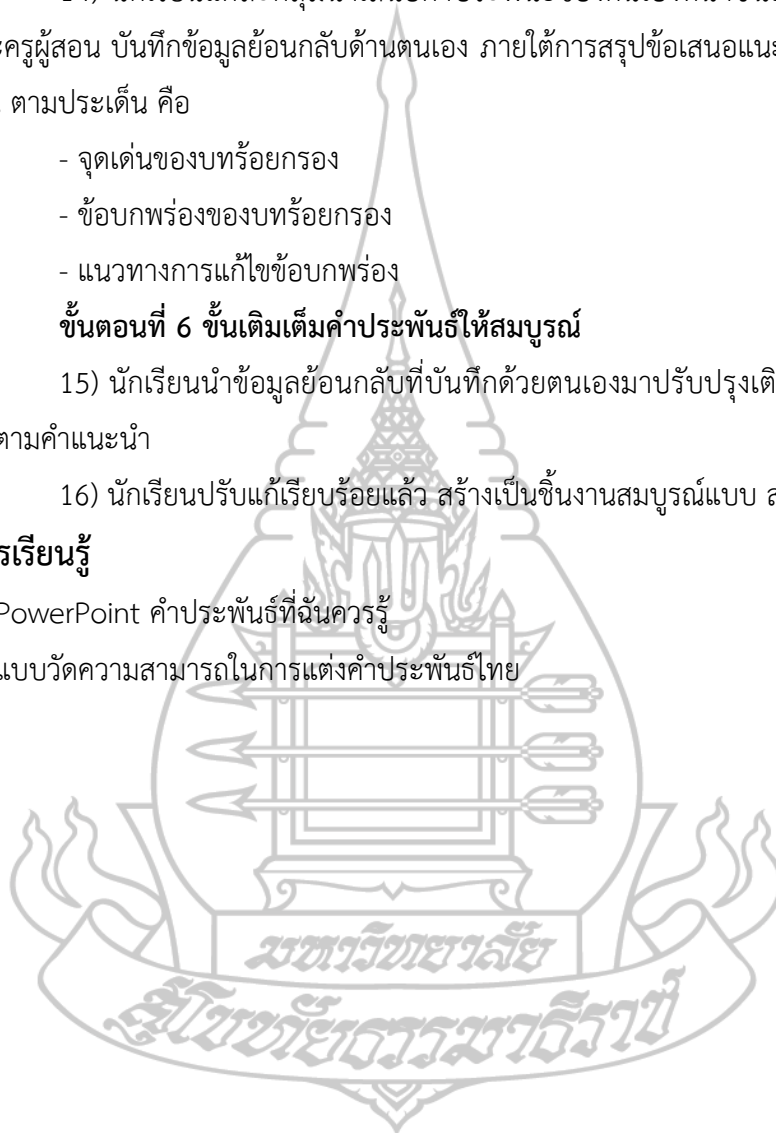 ะครูผู้สอน บันทึกข้อมูลย้อนกลับด้านตนเอง ภายใต้การสรุปข้อเสนอแนะ
ตามประเด็น คือ
- จุดเด่นของบทร้อยกรอง
- ข้อบกพร่องของบทร้อยกรอง
- แนวทางการแก้ไขข้อบกพร่อง
ขั้นตอนที่ 6 ขั้นเติมเต็มคำประพันธ์ให้สมบูรณ์
15) นักเรียนนำข้อมูลย้อนกลับที่บันทึกด้วยตนเองมาปรับปรุงเติ
ตามคำแนะนำ
16) นักเรียนปรับแก้เรียบร้อยแล้ว สร้างเป็นชิ้นงานสมบูรณ์แบบ ส
รเรียนรู้
PowerPoint คำประพันธ์ที่ฉันควรรู้
แบบวัดความสามารถในการแต่งคำประพันธ์ไทย
มหาวิทยาลัย
สุโขทัยธรรมาธิราช